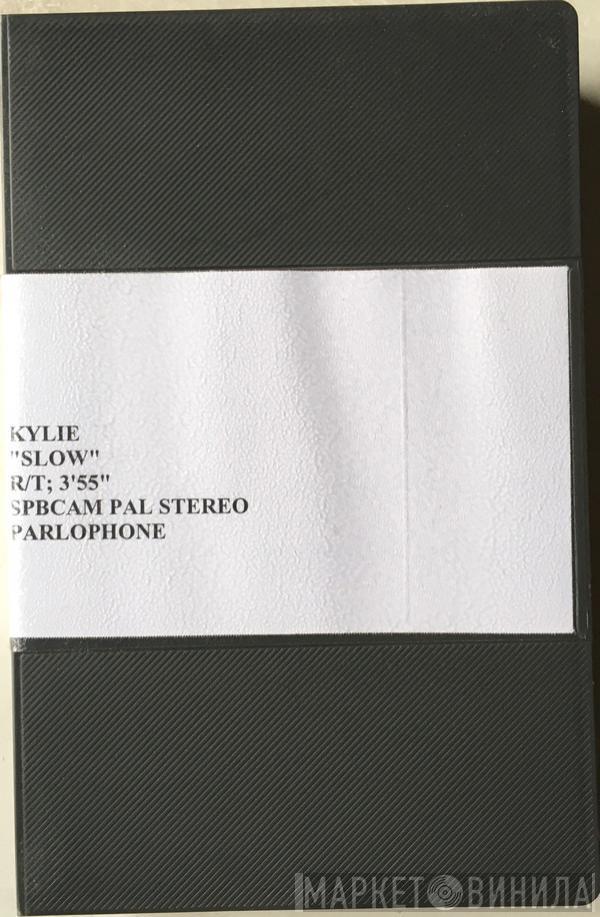 KYLIE
"SLOW"
R/T; 3'55"
SPBCAM PAL STEREO
PARLOPHONE
МАРКЕТ ВИНИЛА